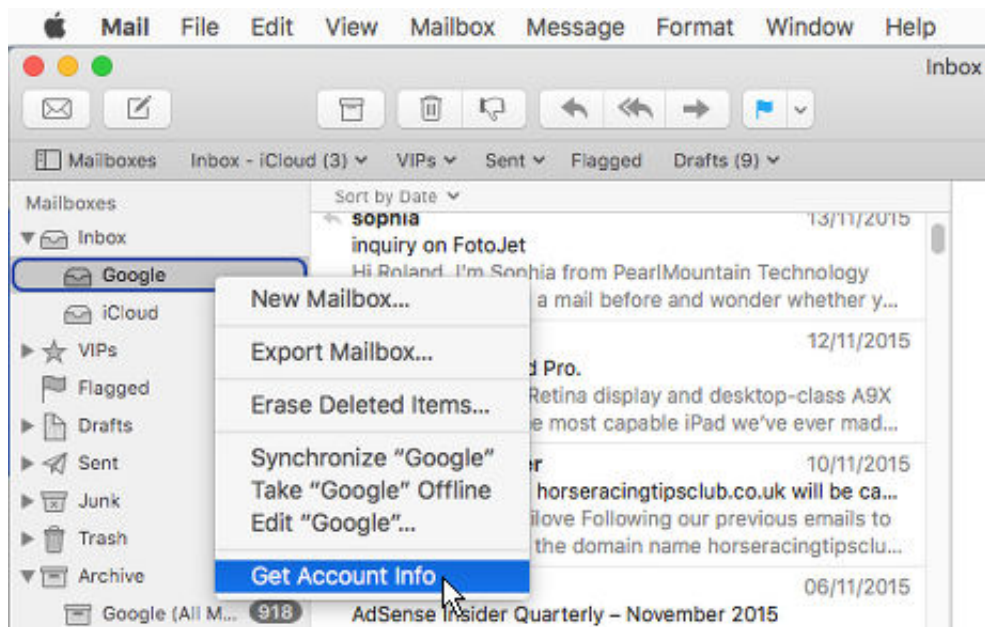 Mail File Edit View Mailbox Message Format Window Help
Inbox
Mailboxes Inbox - iCloud (3) VIPs Sent Flagged Drafts (9)
Mailboxes
Inbox
Google
iCloud
VIPs
Flagged
Drafts
Sent
Junk
Trash
Archive
Google (All M... 918
New Mailbox...
Export Mailbox...
Erase Deleted Items...
Synchronize “Google”
Take “Google” Offline
Edit “Google”...
Get Account Info
Sort by Date
sophia 13/11/2015
inquiry on FotoJet
Hi Roland, I'm Sophia from PearlMountain Technology
a mail before and wonder whether y...
12/11/2015
d Pro.
Retina display and desktop-class A9X
e most capable iPad we've ever mad...
10/11/2015
horseracingtipsclub.co.uk will be ca...
ilove Following our previous emails to
the domain name horseracingtipsclu...
06/11/2015
AdSense Insider Quarterly – November 2015